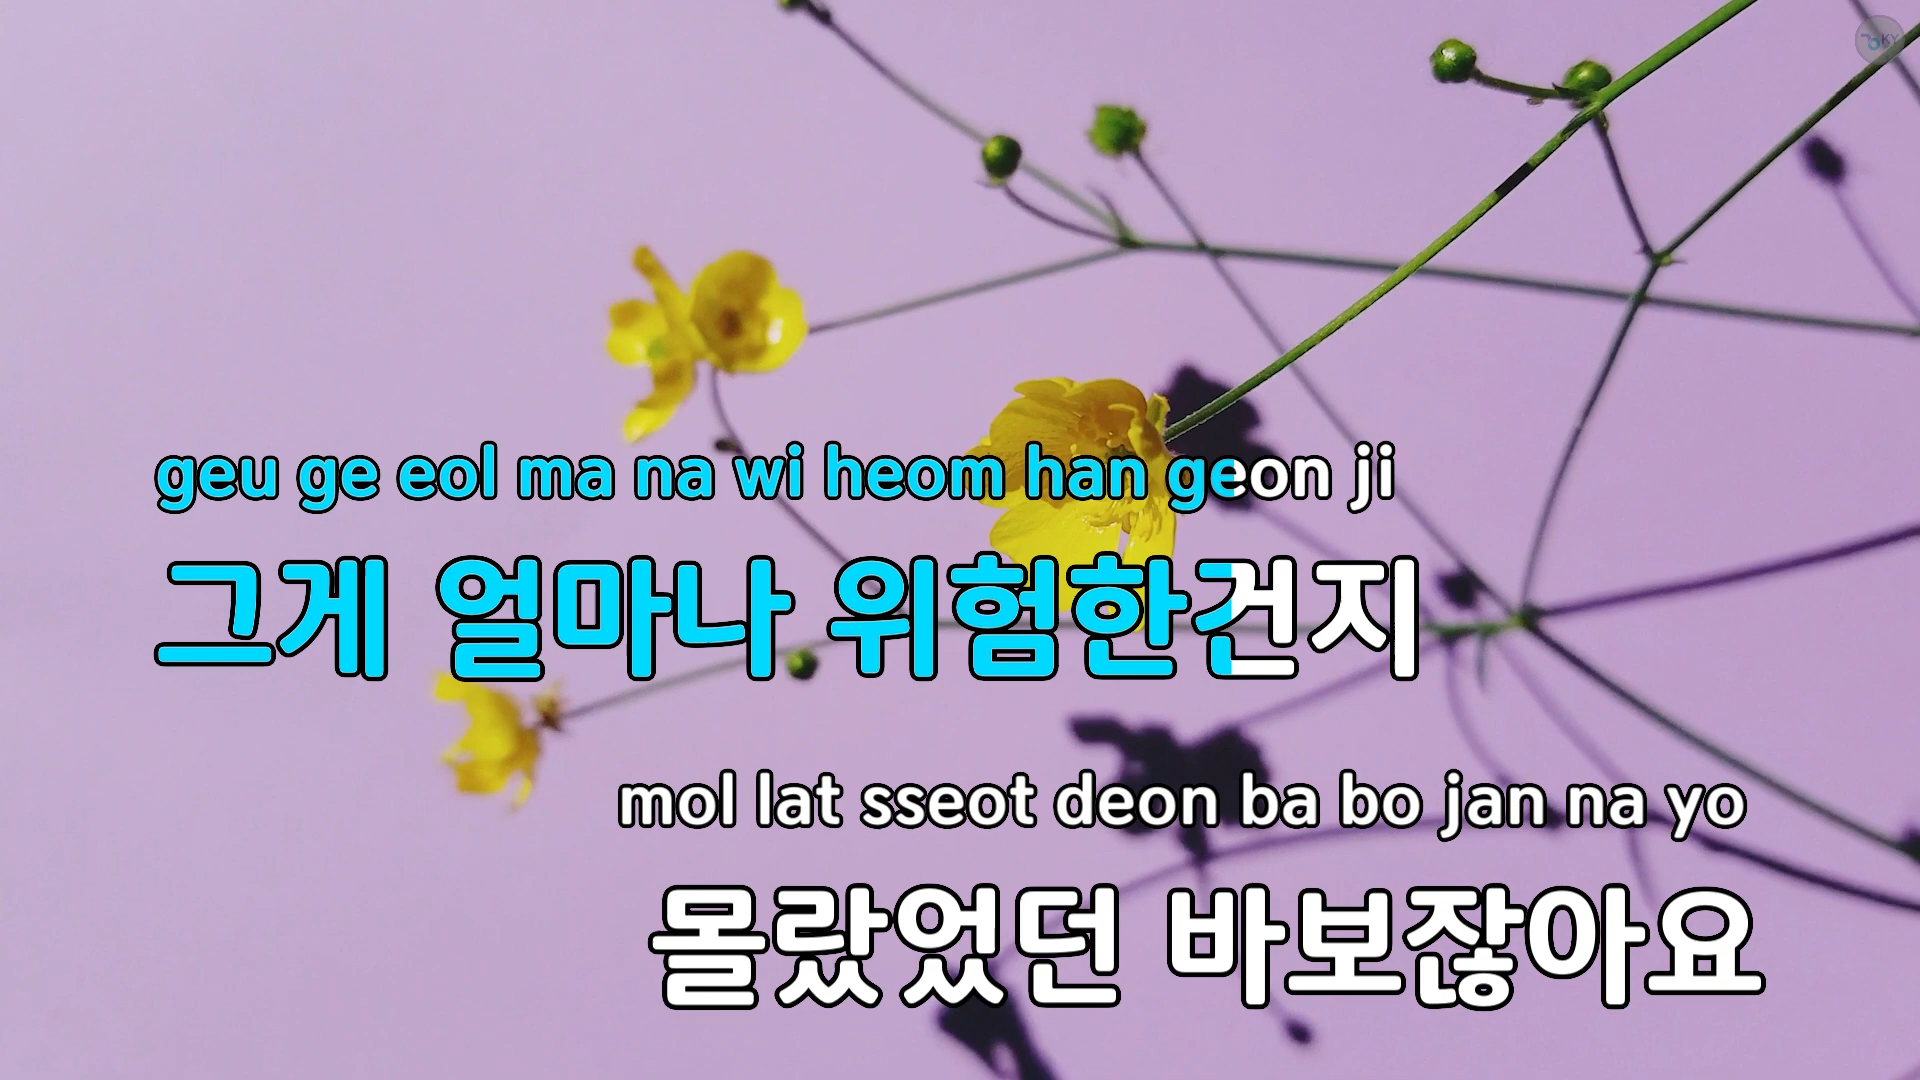 geu ge eol ma na wi heom han geon ji
그게 얼마나 위험한건지
mol lat sseot deon ba bo jan na yo
몰랐었던 바보잖아요
KY